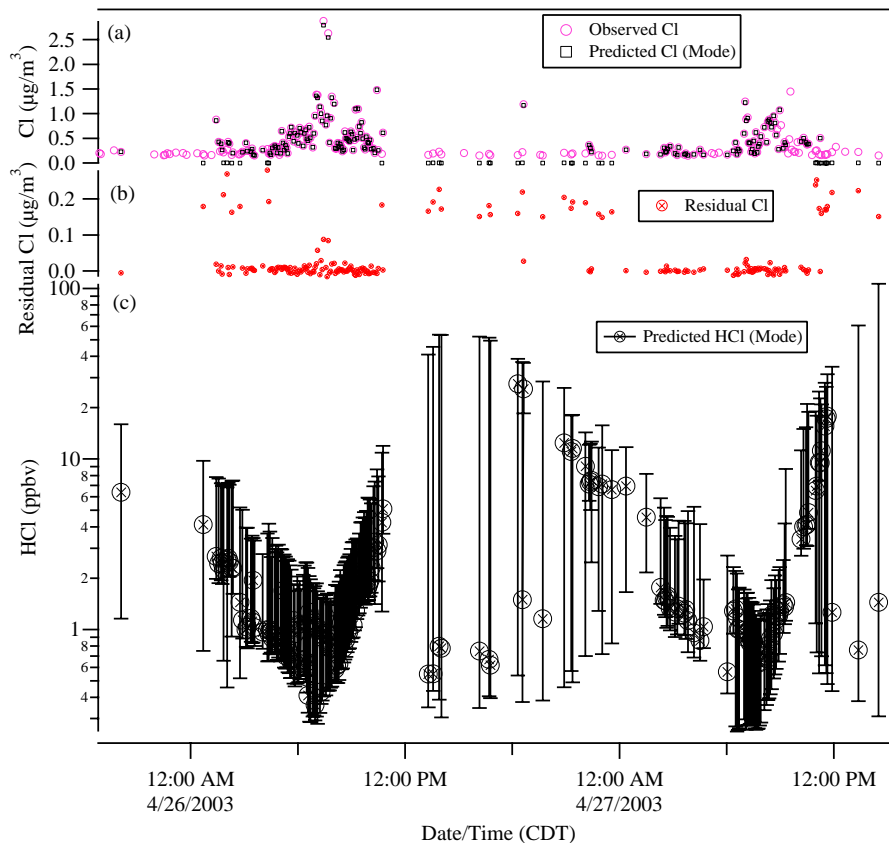 (a)
Observed Cl
Predicted Cl (Mode)
Cl (µg/m³)
2.5
2.0
1.5
1.0
0.5
0.0
(b)
Residual Cl
Residual Cl (µg/m³)
0.2
0.1
0.0
(c)
Predicted HCl (Mode)
HCl (ppbv)
100
8
6
4
2
10
8
6
4
2
1
8
6
4
12:00 AM
4/26/2003
12:00 PM
12:00 AM
4/27/2003
12:00 PM
Date/Time (CDT)